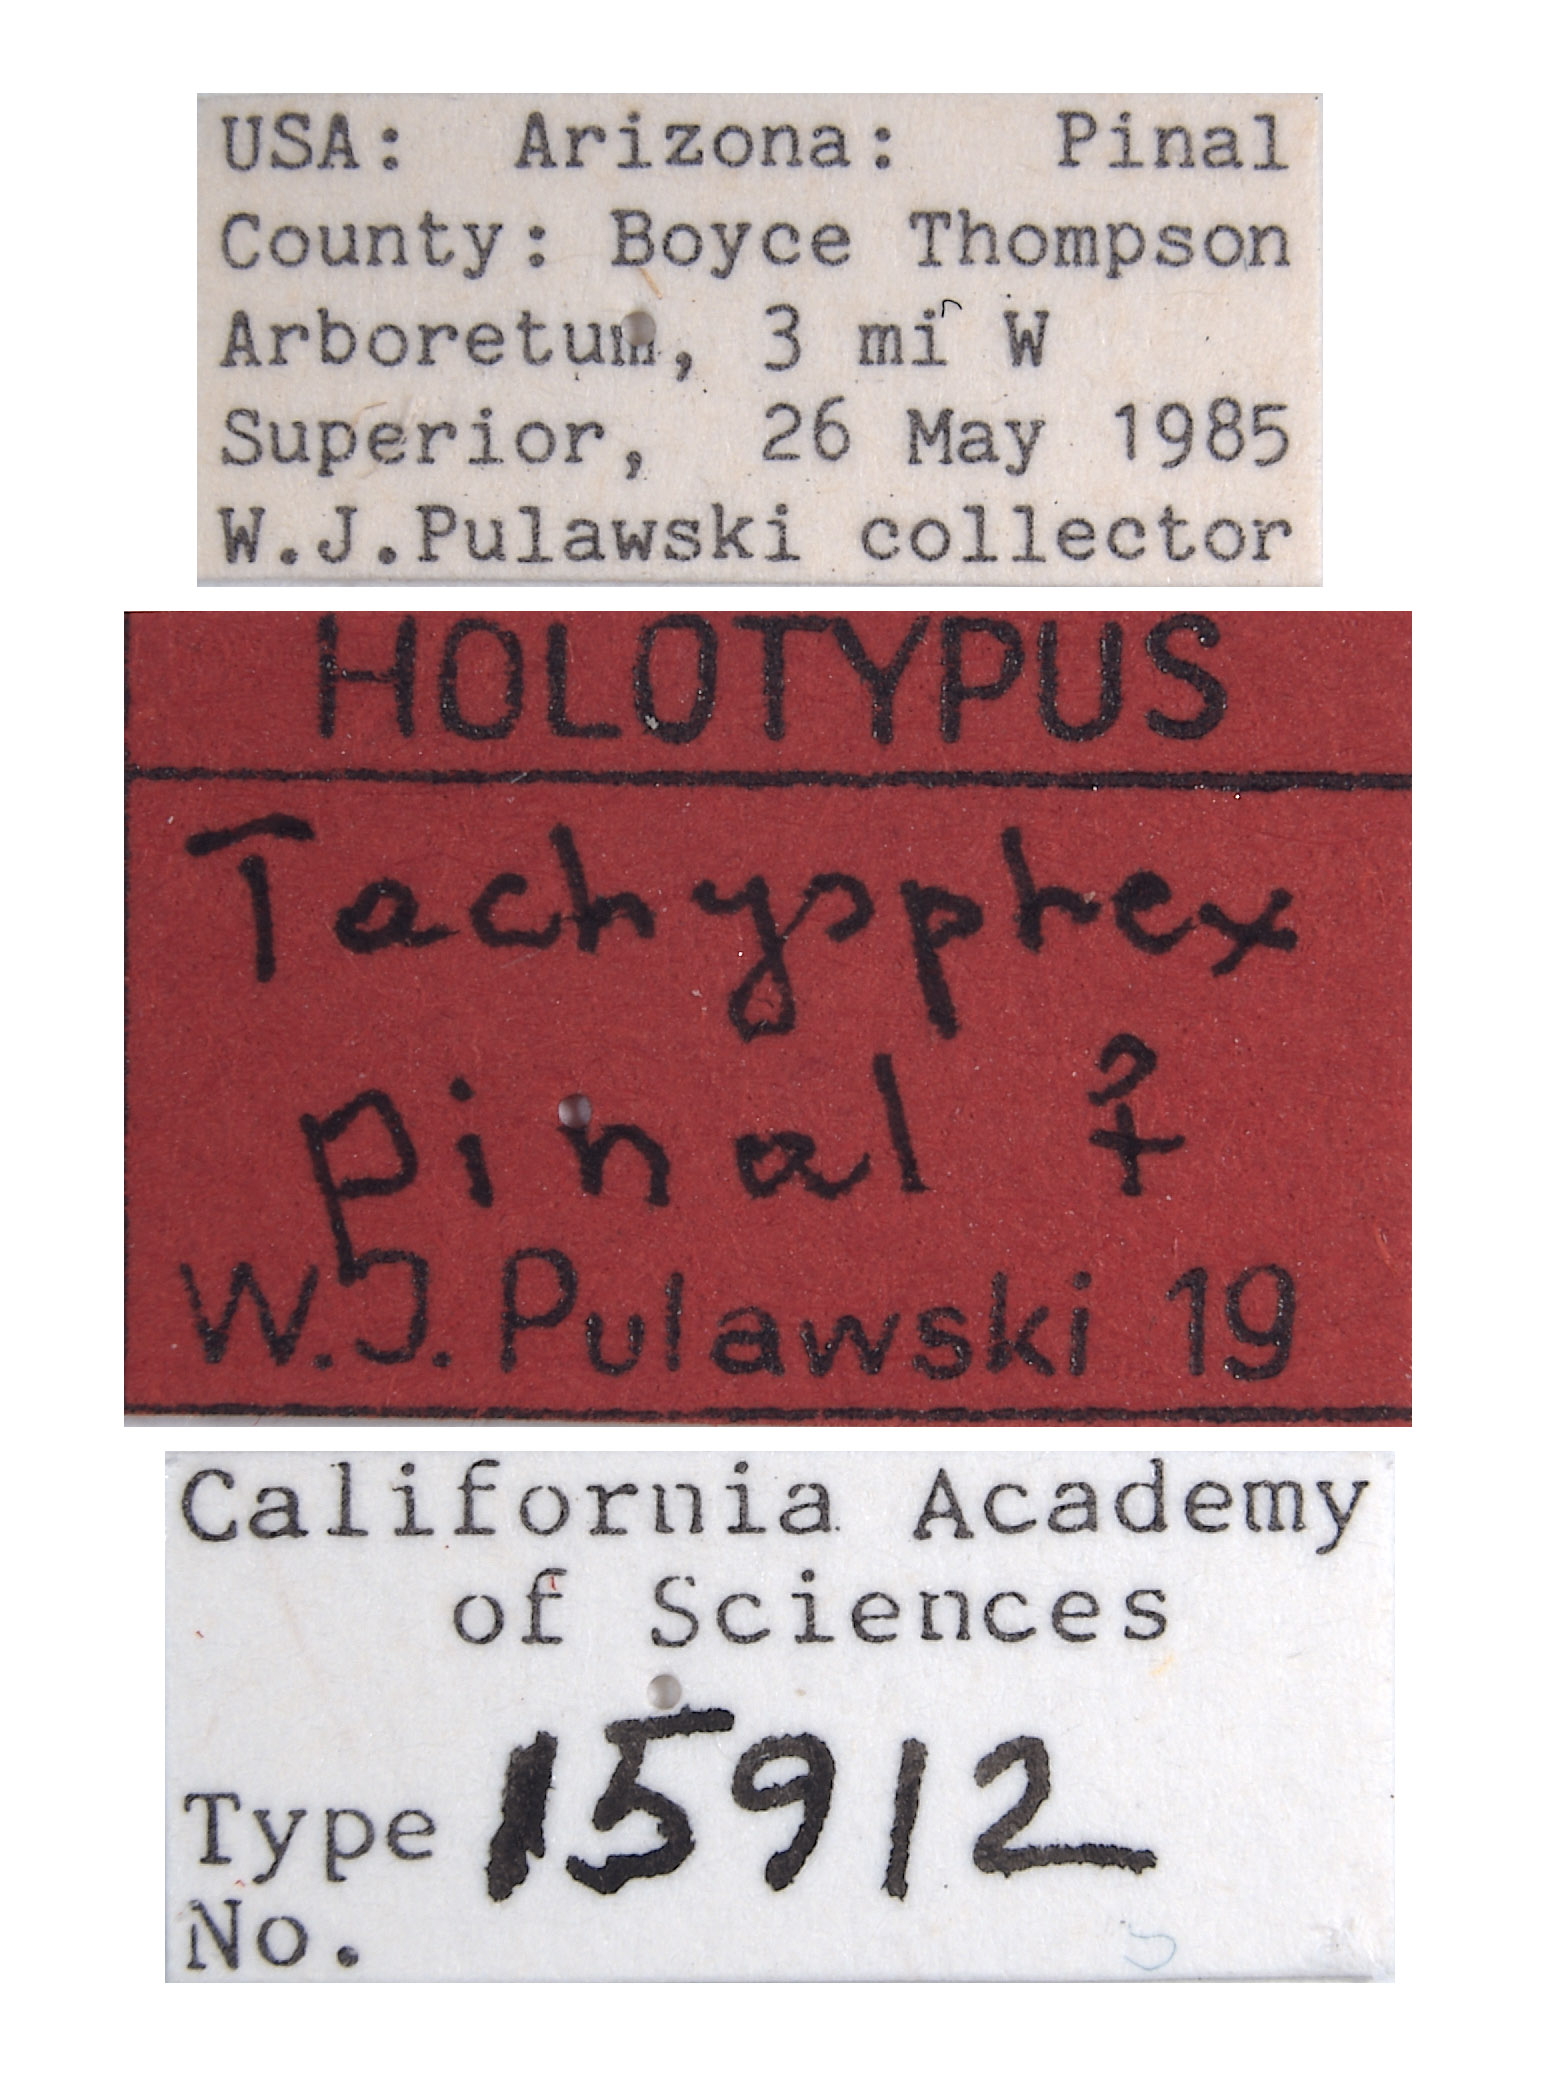 USA: Arizona: Pinal
County: Boyce Thompson
Arboretum, 3 mi W
Superior, 26 May 1985
W.J.Pulawski collector
HOLOTYPUS
Tachysphex
pinal ♀
W.J. Pulawski 19
California Academy
of Sciences
Type 15912
No.